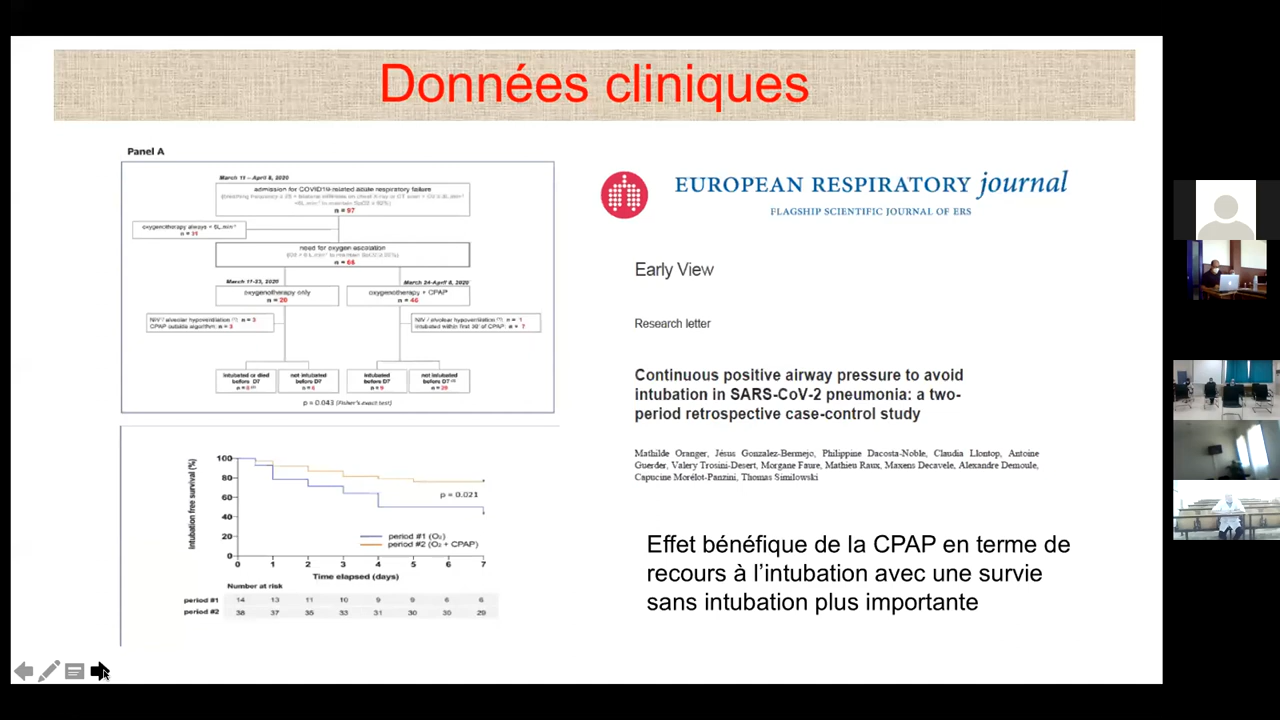 Données cliniques
Panel A
March 11 – April 8, 2020
admission for COVID19-related acute respiratory failure
n = 97
oxygenotherapy always < 6L.min⁻¹
need for oxygen escalation
n = 66
March 11-23, 2020
March 24-April 8, 2020
oxygenotherapy only
n = 20
oxygenotherapy + CPAP
n = 46
NIV / alveolar hypoventilation n = 3
CPAP outside algorithm: n = 3
NIV / alveolar hypoventilation n = 1
intubated within first 30' of CPAP: n = 7
intubated or died
before D7
not intubated
before D7
intubated
before D7
n = 9
not intubated
before D7
p = 0.043 (Fisher's exact test)
Intubation free survival (%)
100
80
60
40
20
0
p = 0.021
period #1 (O₂)
period #2 (O₂ + CPAP)
0 1 2 3 4 5 6 7
Time elapsed (days)
Number at risk
period #1 14 13 11 10 9 9 6 6
period #2 38 37 35 33 31 30 30 29
EUROPEAN RESPIRATORY journal
FLAGSHIP SCIENTIFIC JOURNAL OF ERS
Early View
Research letter
Continuous positive airway pressure to avoid
intubation in SARS-CoV-2 pneumonia: a two-
period retrospective case-control study
Mathilde Oranger, Jésus Gonzalez-Bermejo, Philippine Dacosta-Noble, Claudia Llontop, Antoine
Guerder, Valery Trosini-Desert, Morgane Faure, Mathieu Raux, Maxens Decavele, Alexandre Demoule,
Capucine Morélot-Panzini, Thomas Similowski
Effet bénéfique de la CPAP en terme de
recours à l'intubation avec une survie
sans intubation plus importante